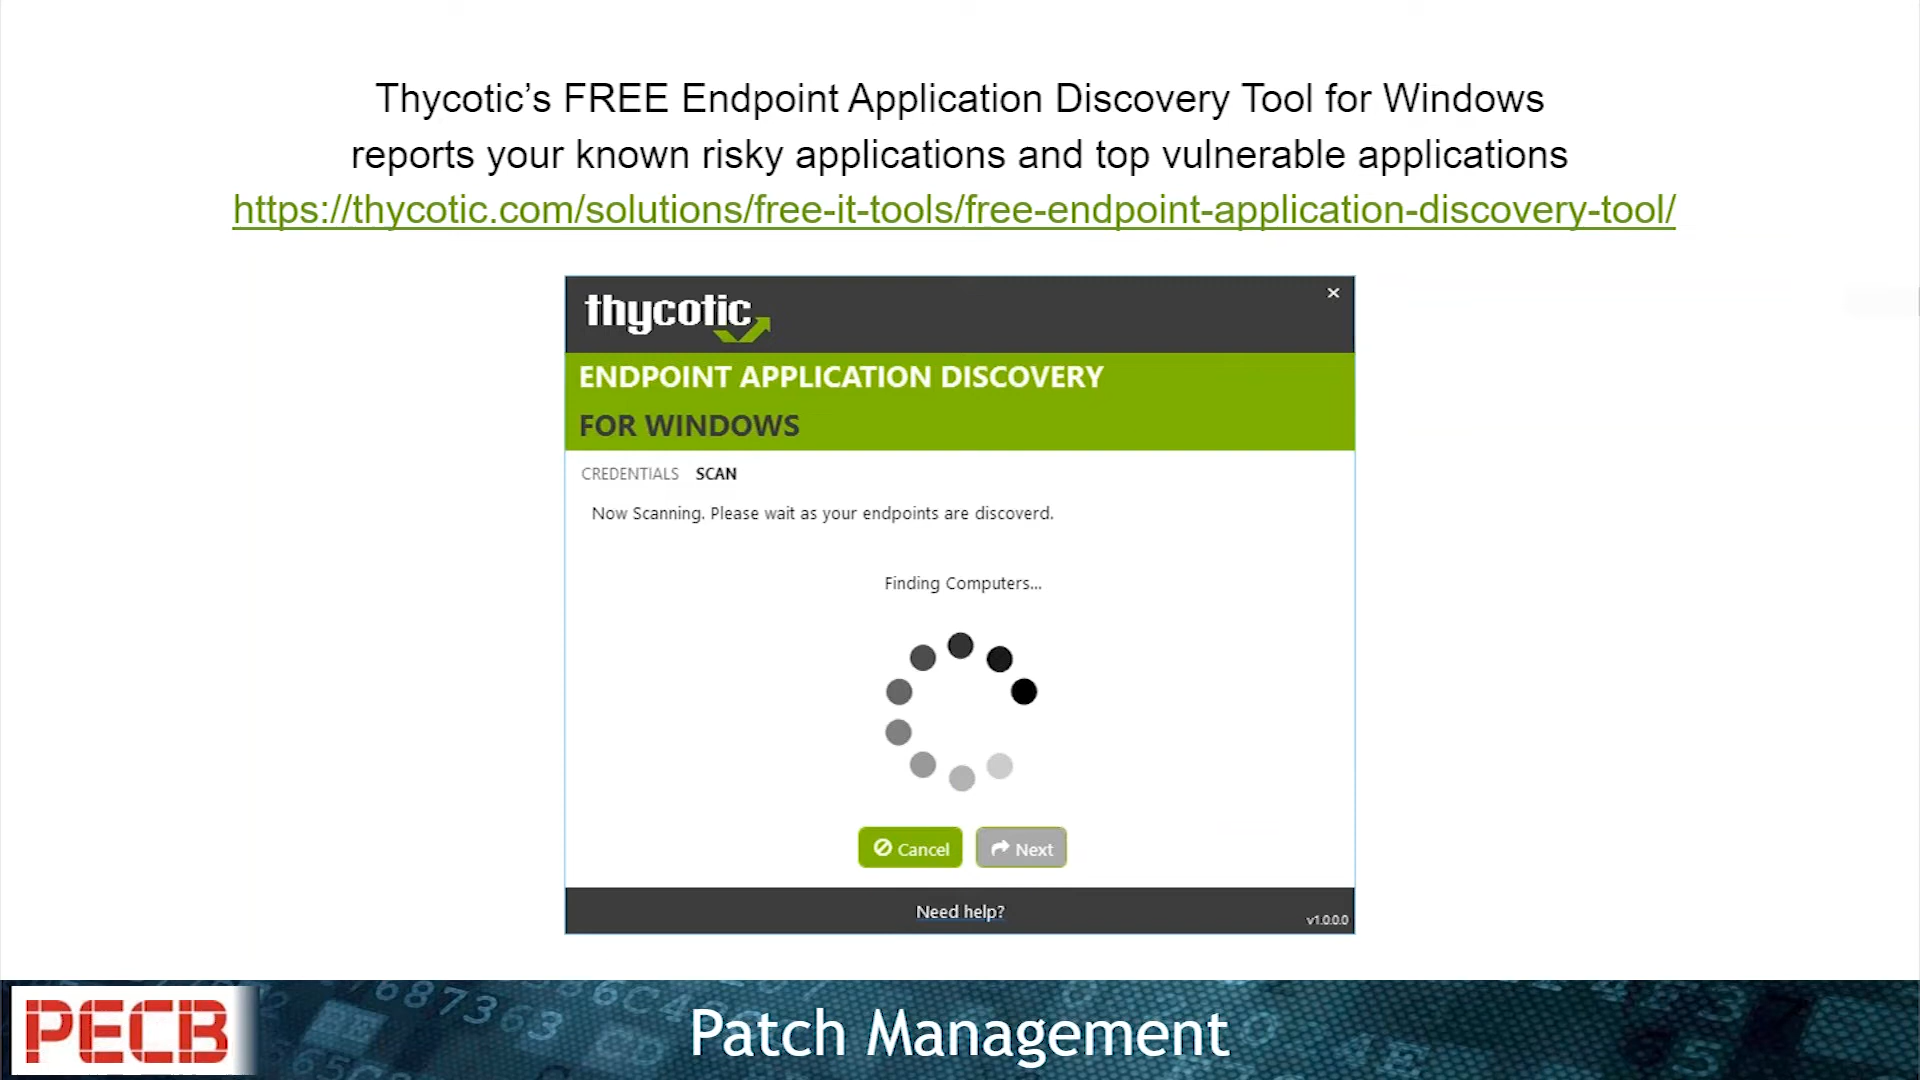 Thycotic’s FREE Endpoint Application Discovery Tool for Windows
reports your known risky applications and top vulnerable applications
https://thycotic.com/solutions/free-it-tools/free-endpoint-application-discovery-tool/
thycotic
ENDPOINT APPLICATION DISCOVERY
FOR WINDOWS
CREDENTIALS SCAN
Now Scanning. Please wait as your endpoints are discoverd.
Finding Computers...
Cancel Next
Need help?
v1.0.0.0
PECB
Patch Management